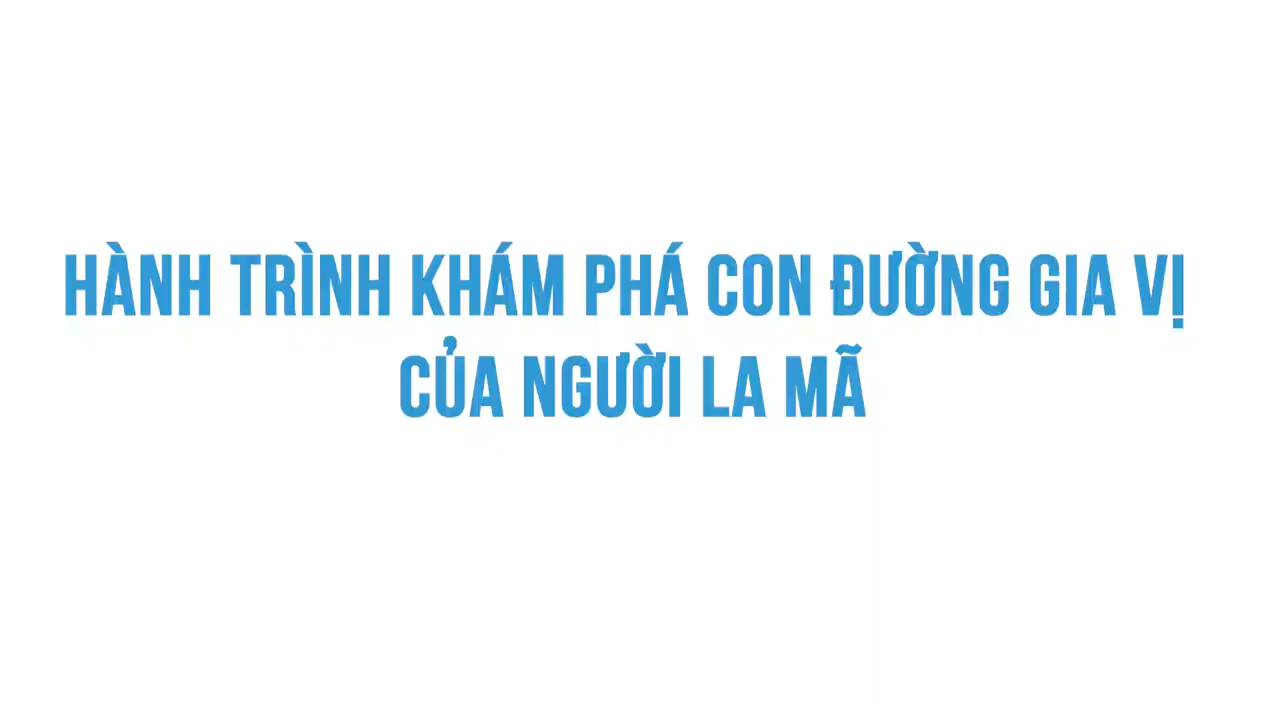 HÀNH TRÌNH KHÁM PHÁ CON ĐƯỜNG GIA VỊ
CỦA NGƯỜI LA MÃ